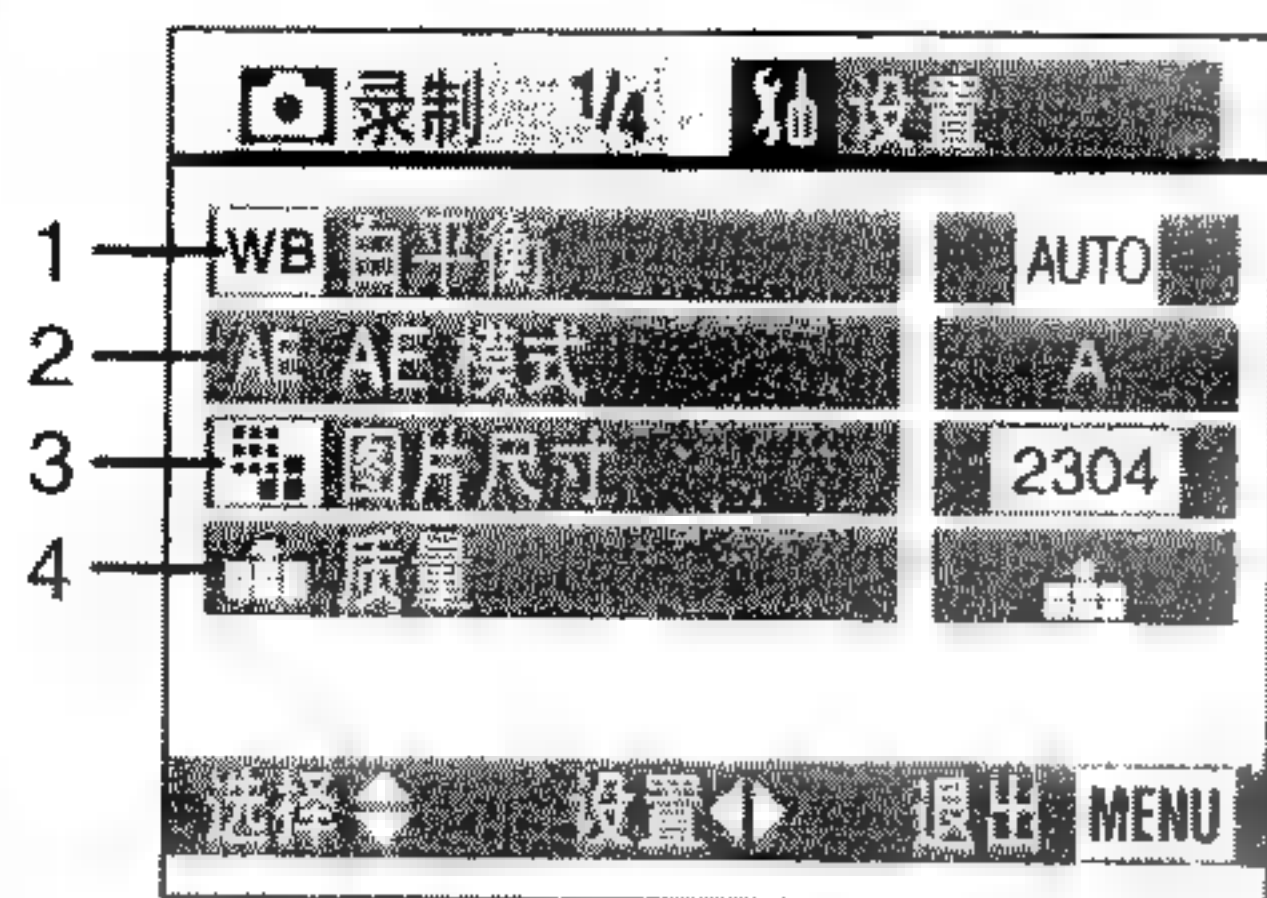 录制 1/4 设置
1 WB 白平衡 AUTO
2 AE AE 模式 A
3 图片尺寸 2304
4 质量
选择 设置 退出 MENU